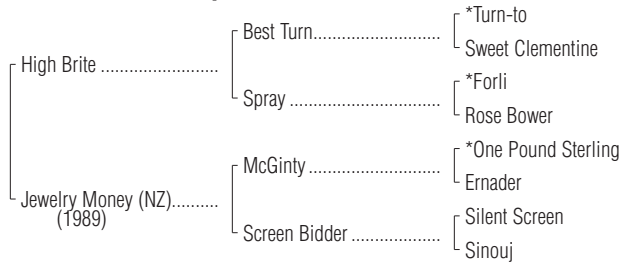 *Turn-to
Best Turn
Sweet Clementine
High Brite
*Forli
Spray
Rose Bower
*One Pound Sterling
McGinty
Ernader
Jewelry Money (NZ)
(1989)
Silent Screen
Screen Bidder
Sinouj